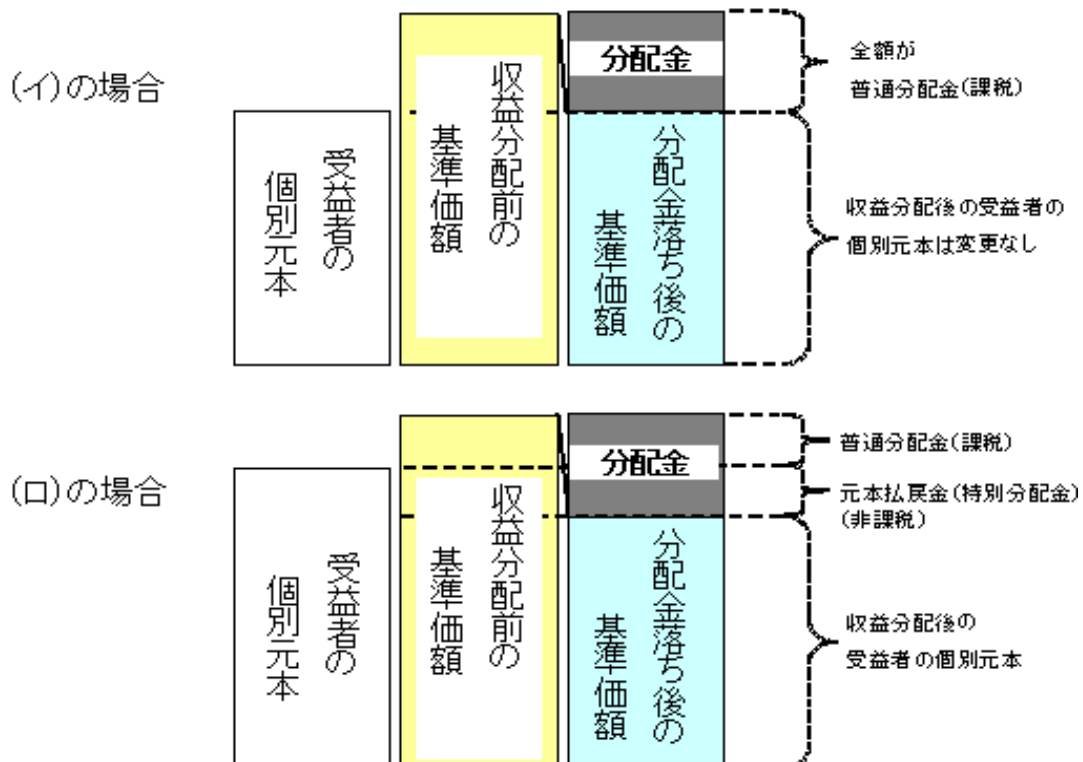 (イ)の場合
受益者の
個別元本
収益分配前の
基準価額
分配金
分配金落ち後の
基準価額
全額が
普通分配金(課税)
収益分配後の受益者の
個別元本は変更なし
(ロ)の場合
受益者の
個別元本
収益分配前の
基準価額
分配金
分配金落ち後の
基準価額
普通分配金(課税)
元本払戻金(特別分配金)
(非課税)
収益分配後の
受益者の個別元本